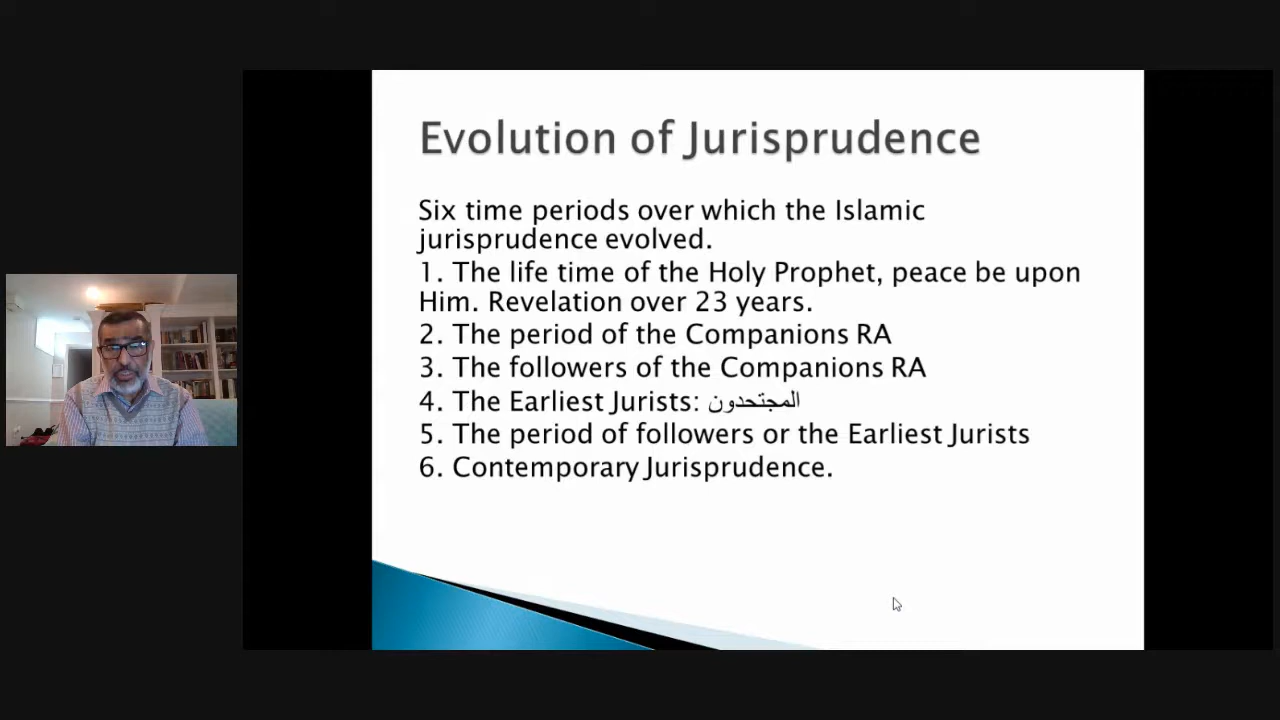 Evolution of Jurisprudence
Six time periods over which the Islamic
jurisprudence evolved.
1. The life time of the Holy Prophet, peace be upon
Him. Revelation over 23 years.
2. The period of the Companions RA
3. The followers of the Companions RA
4. The Earliest Jurists: المجتحدون
5. The period of followers or the Earliest Jurists
6. Contemporary Jurisprudence.